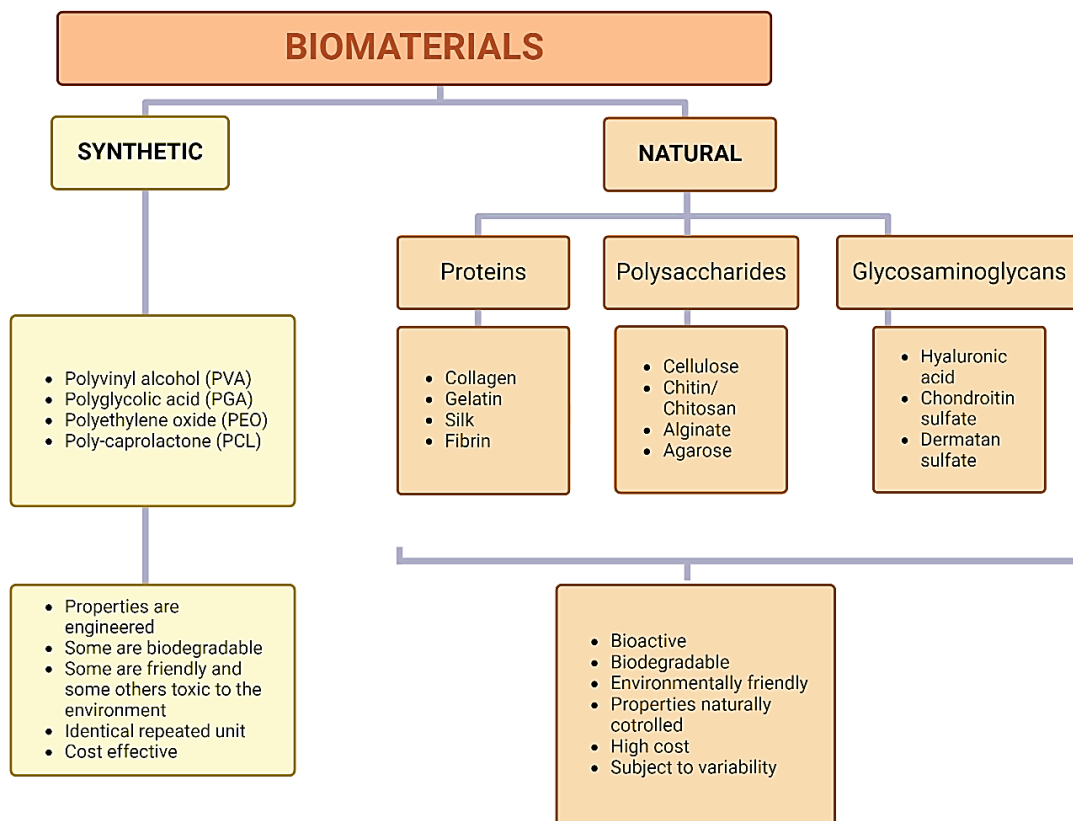 BIOMATERIALS
SYNTHETIC
NATURAL
Proteins
Polysaccharides
Glycosaminoglycans
• Polyvinyl alcohol (PVA)
• Polyglycolic acid (PGA)
• Polyethylene oxide (PEO)
• Poly-caprolactone (PCL)
• Collagen
• Gelatin
• Silk
• Fibrin
• Cellulose
• Chitin/
Chitosan
• Alginate
• Agarose
• Hyaluronic
acid
• Chondroitin
sulfate
• Dermatan
sulfate
• Properties are
engineered
• Some are biodegradable
• Some are friendly and
some others toxic to the
environment
• Identical repeated unit
• Cost effective
• Bioactive
• Biodegradable
• Environmentally friendly
• Properties naturally
cotrolled
• High cost
• Subject to variability